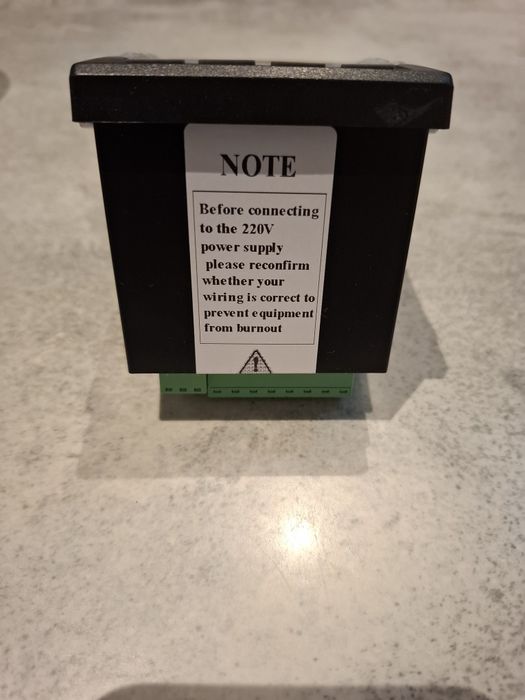 NOTE
Before connecting
to the 220V
power supply
please reconfirm
whether your
wiring is correct to
prevent equipment
from burnout